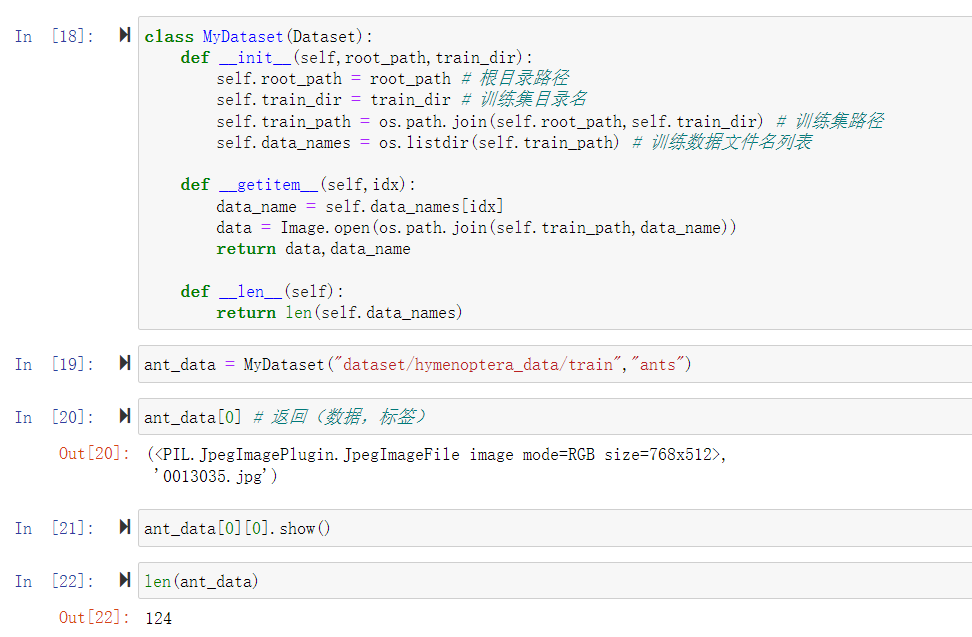 In [18]: class MyDataset(Dataset):
    def __init__(self,root_path,train_dir):
        self.root_path = root_path # 根目录路径
        self.train_dir = train_dir # 训练集目录名
        self.train_path = os.path.join(self.root_path,self.train_dir) # 训练集路径
        self.data_names = os.listdir(self.train_path) # 训练数据文件名列表
    def __getitem__(self,idx):
        data_name = self.data_names[idx]
        data = Image.open(os.path.join(self.train_path,data_name))
        return data,data_name
    def __len__(self):
        return len(self.data_names)
In [19]: ant_data = MyDataset("dataset/hymenoptera_data/train","ants")
In [20]: ant_data[0] # 返回（数据，标签）
Out[20]: (<PIL.JpegImagePlugin.JpegImageFile image mode=RGB size=768x512>,
 '0013035.jpg')
In [21]: ant_data[0][0].show()
In [22]: len(ant_data)
Out[22]: 124